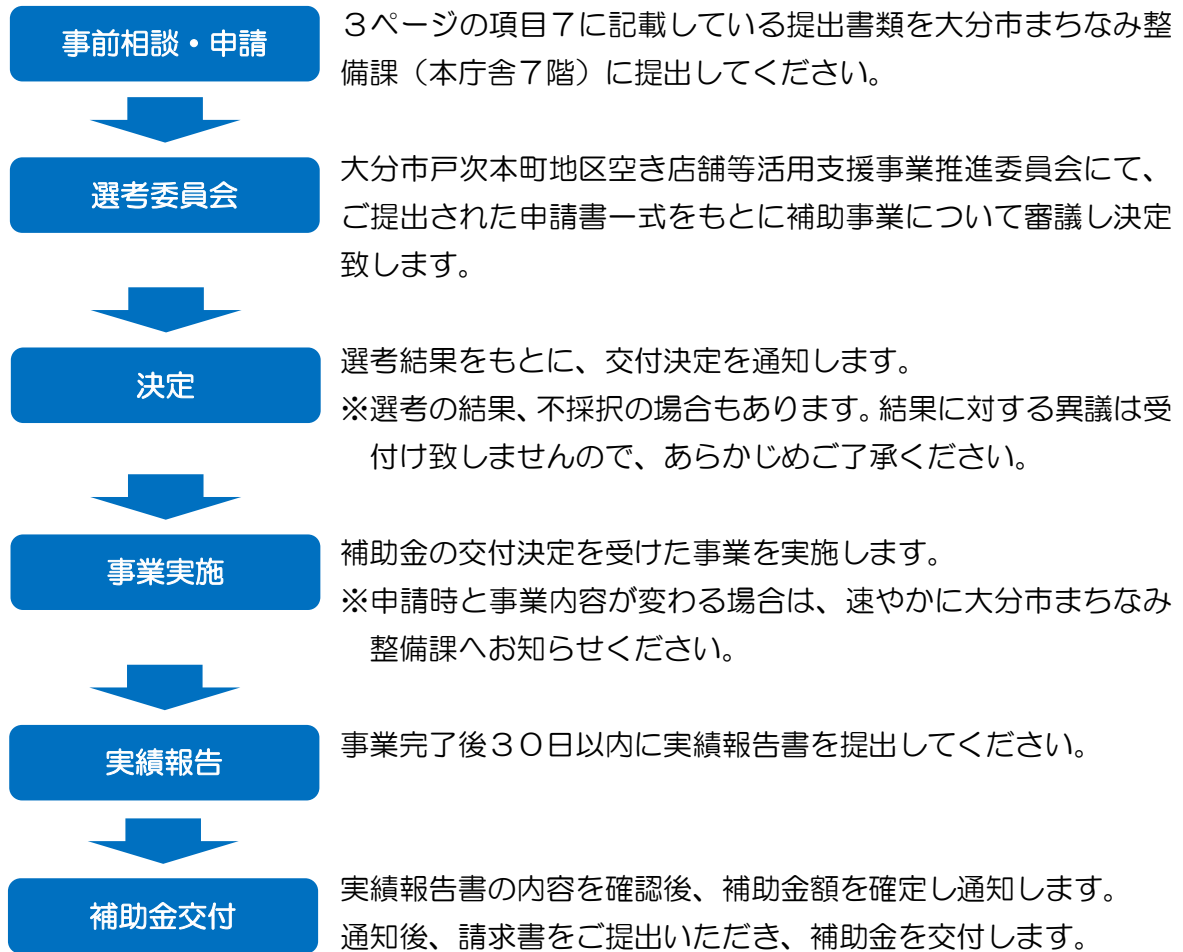 事前相談・申請
３ページの項目７に記載している提出書類を大分市まちなみ整
備課（本庁舎７階）に提出してください。
選考委員会
大分市戸次本町地区空き店舗等活用支援事業推進委員会にて、
ご提出された申請書一式をもとに補助事業について審議し決定
致します。
決定
選考結果をもとに、交付決定を通知します。
※選考の結果、不採択の場合もあります。結果に対する異議は受
付け致しませんので、あらかじめご了承ください。
事業実施
補助金の交付決定を受けた事業を実施します。
※申請時と事業内容が変わる場合は、速やかに大分市まちなみ
整備課へお知らせください。
実績報告
事業完了後３０日以内に実績報告書を提出してください。
補助金交付
実績報告書の内容を確認後、補助金額を確定し通知します。
通知後、請求書をご提出いただき、補助金を交付します。